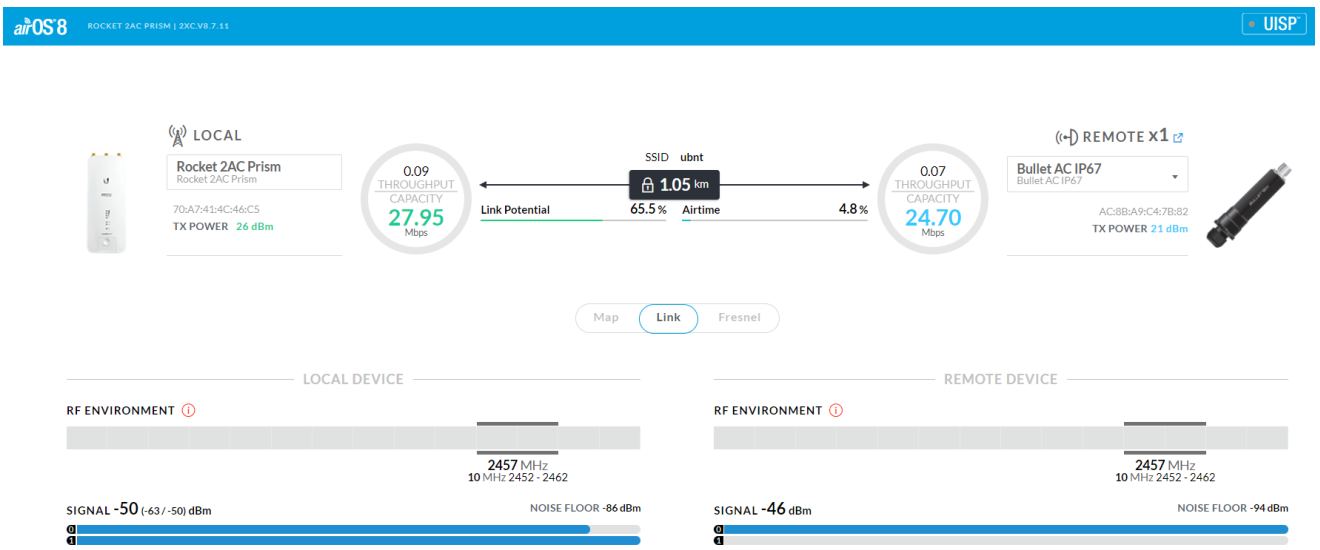 airOS 8 ROCKET 2AC PRISM | 2XC.V8.7.11 UISP
LOCAL
Rocket 2AC Prism
Rocket 2AC Prism
70:A7:41:4C:46:C5
TX POWER 26 dBm
0.09
THROUGHPUT
CAPACITY
27.95
Mbps
SSID ubnt
1.05 km
Link Potential 65.5 % Airtime 4.8 %
0.07
THROUGHPUT
CAPACITY
24.70
Mbps
REMOTE X1
Bullet AC IP67
Bullet AC IP67
AC:8B:A9:C4:7B:82
TX POWER 21 dBm
Map Link Fresnel
LOCAL DEVICE
RF ENVIRONMENT
2457 MHz
10 MHz 2452 - 2462
SIGNAL -50 (-63 / -50) dBm NOISE FLOOR -86 dBm
0
1
REMOTE DEVICE
RF ENVIRONMENT
2457 MHz
10 MHz 2452 - 2462
SIGNAL -46 dBm NOISE FLOOR -94 dBm
0
1